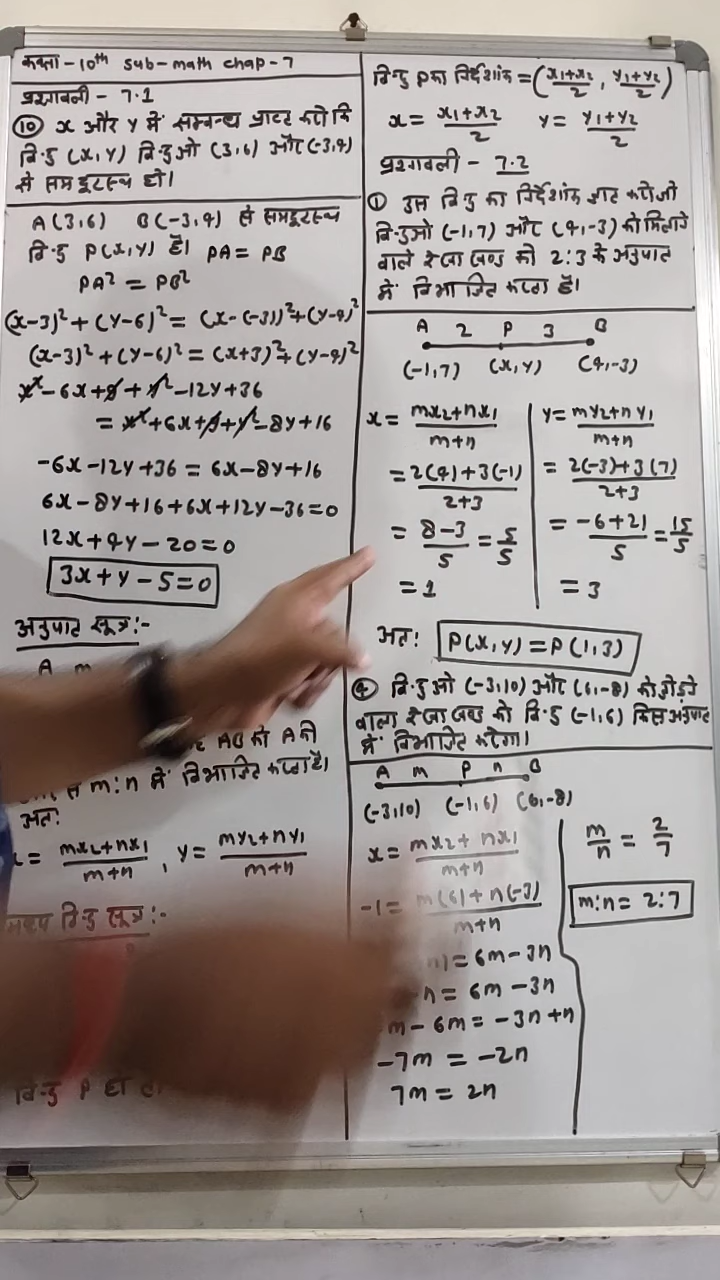 कक्षा - 10th sub-math chap-7
प्रश्नावली - 7.1
⑩ x और y में सम्बन्ध प्राप्त करो कि
बिन्दु (x,y) बिन्दुओ (3,6) और (-3,4)
से समदूरस्थ हो।
A(3,6) B(-3,4) से समदूरस्थ
बिन्दु P(x,y) है। PA = PB
PA² = PB²
(x-3)² + (y-6)² = (x-(-3))² + (y-4)²
(x-3)² + (y-6)² = (x+3)² + (y-4)²
x² - 6x + 9 + y² - 12y + 36
= x² + 6x + 9 + y² - 8y + 16
-6x - 12y + 36 = 6x - 8y + 16
6x - 8y + 16 + 6x + 12y - 36 = 0
12x + 4y - 20 = 0
3x + y - 5 = 0
अनुपात सूत्र:-
A m
AB को A की
से m:n में विभाजित करता है।
अत:
= mx₂+nx₁/m+n , y = my₂+ny₁/m+n
बिन्दु सूत्र:-
बिन्दु P हो
बिन्दु P का निर्देशांक = (x₁+x₂/2, y₁+y₂/2)
x = x₁+x₂/2 y = y₁+y₂/2
प्रश्नावली - 7.2
① उस बिन्दु का निर्देशांक ज्ञात करो जो
बिन्दुओ (-1,7) और (4,-3) को मिलाने
वाले रेखाखण्ड को 2:3 के अनुपात
में विभाजित करता है।
A 2 P 3 B
(-1,7) (x,y) (4,-3)
x = mx₂+nx₁/m+n y = my₂+ny₁/m+n
= 2(4)+3(-1)/2+3 = 2(-3)+3(7)/2+3
= 8-3/5 = 5/5 = -6+21/5 = 15/5
= 1 = 3
अत: P(x,y) = P(1,3)
④ बिन्दुओ (-3,10) और (6,-8) को जोड़ने
वाला रेखाखण्ड को बिन्दु (-1,6) किस अनुपात
में विभाजित करेगा।
A m P n B
(-3,10) (-1,6) (6,-8)
x = mx₂+nx₁/m+n
-1 = m(6)+n(-3)/m+n
= 6m - 3n
n = 6m - 3n
m - 6m = -3n + n
-7m = -2n
7m = 2n
m/n = 2/7
m:n = 2:7